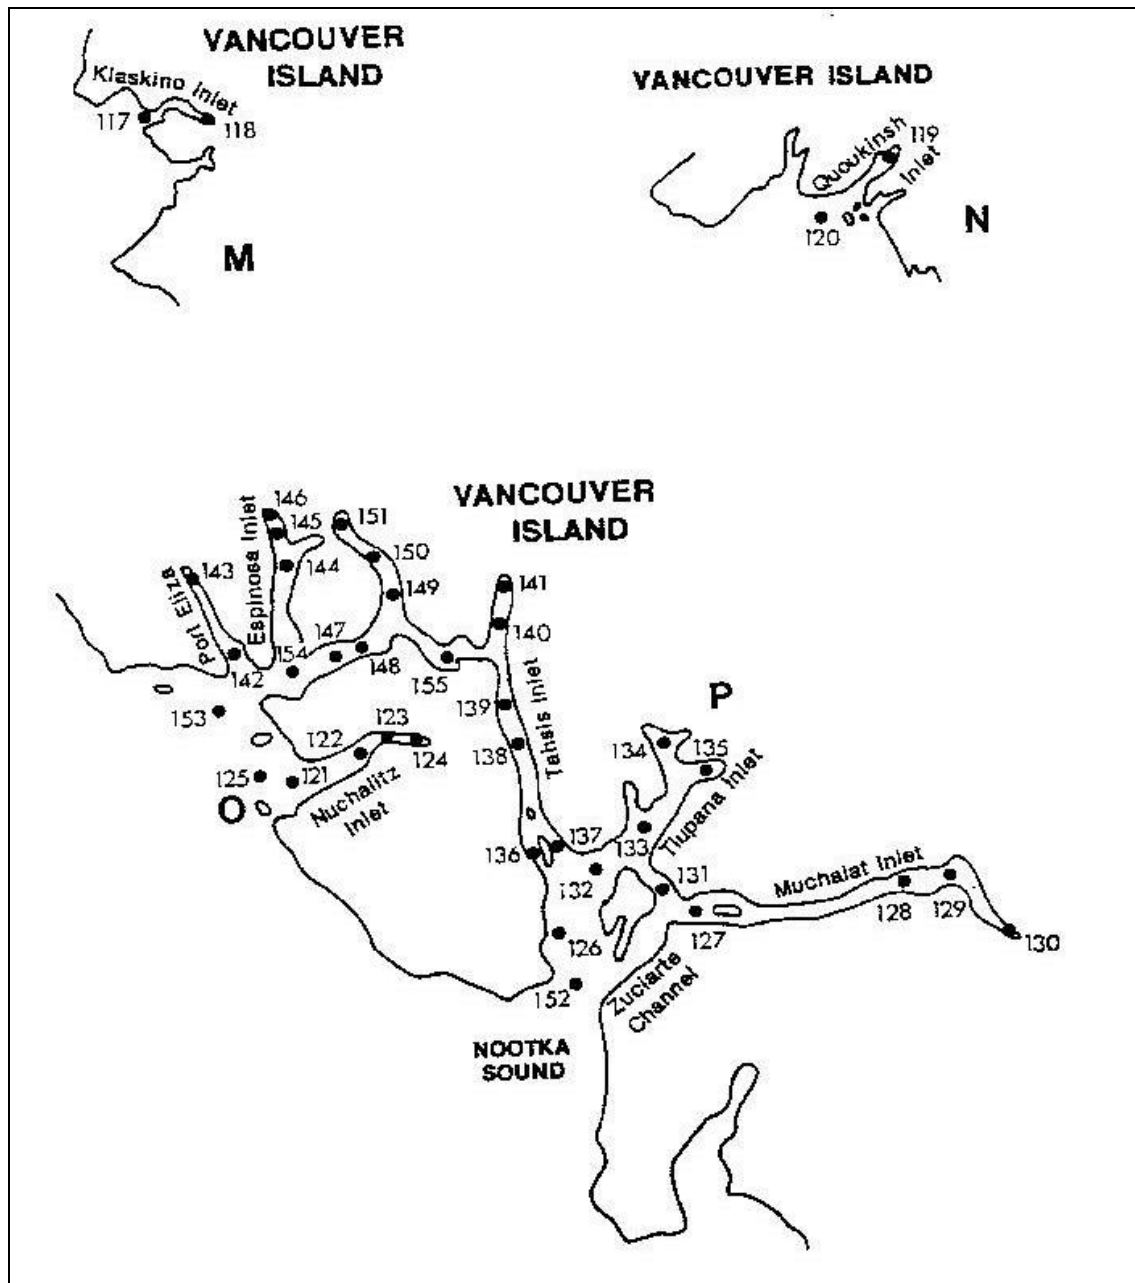 VANCOUVER
ISLAND
Klaskino Inlet
117
118
M
VANCOUVER ISLAND
119
Quoukinsh
Inlet
120
N
VANCOUVER
ISLAND
146
145
151
Espinosa Inlet
144
150
143
Port Eliza
149
141
140
147
154
142
148
155
153
139
Tahsis Inlet
P
122
123
124
138
134
135
125
121
O
Nuchalitz
Inlet
Tlupana Inlet
137
133
136
132
131
Muchalat Inlet
128
129
127
126
130
152
Zuciarte
Channel
NOOTKA
SOUND